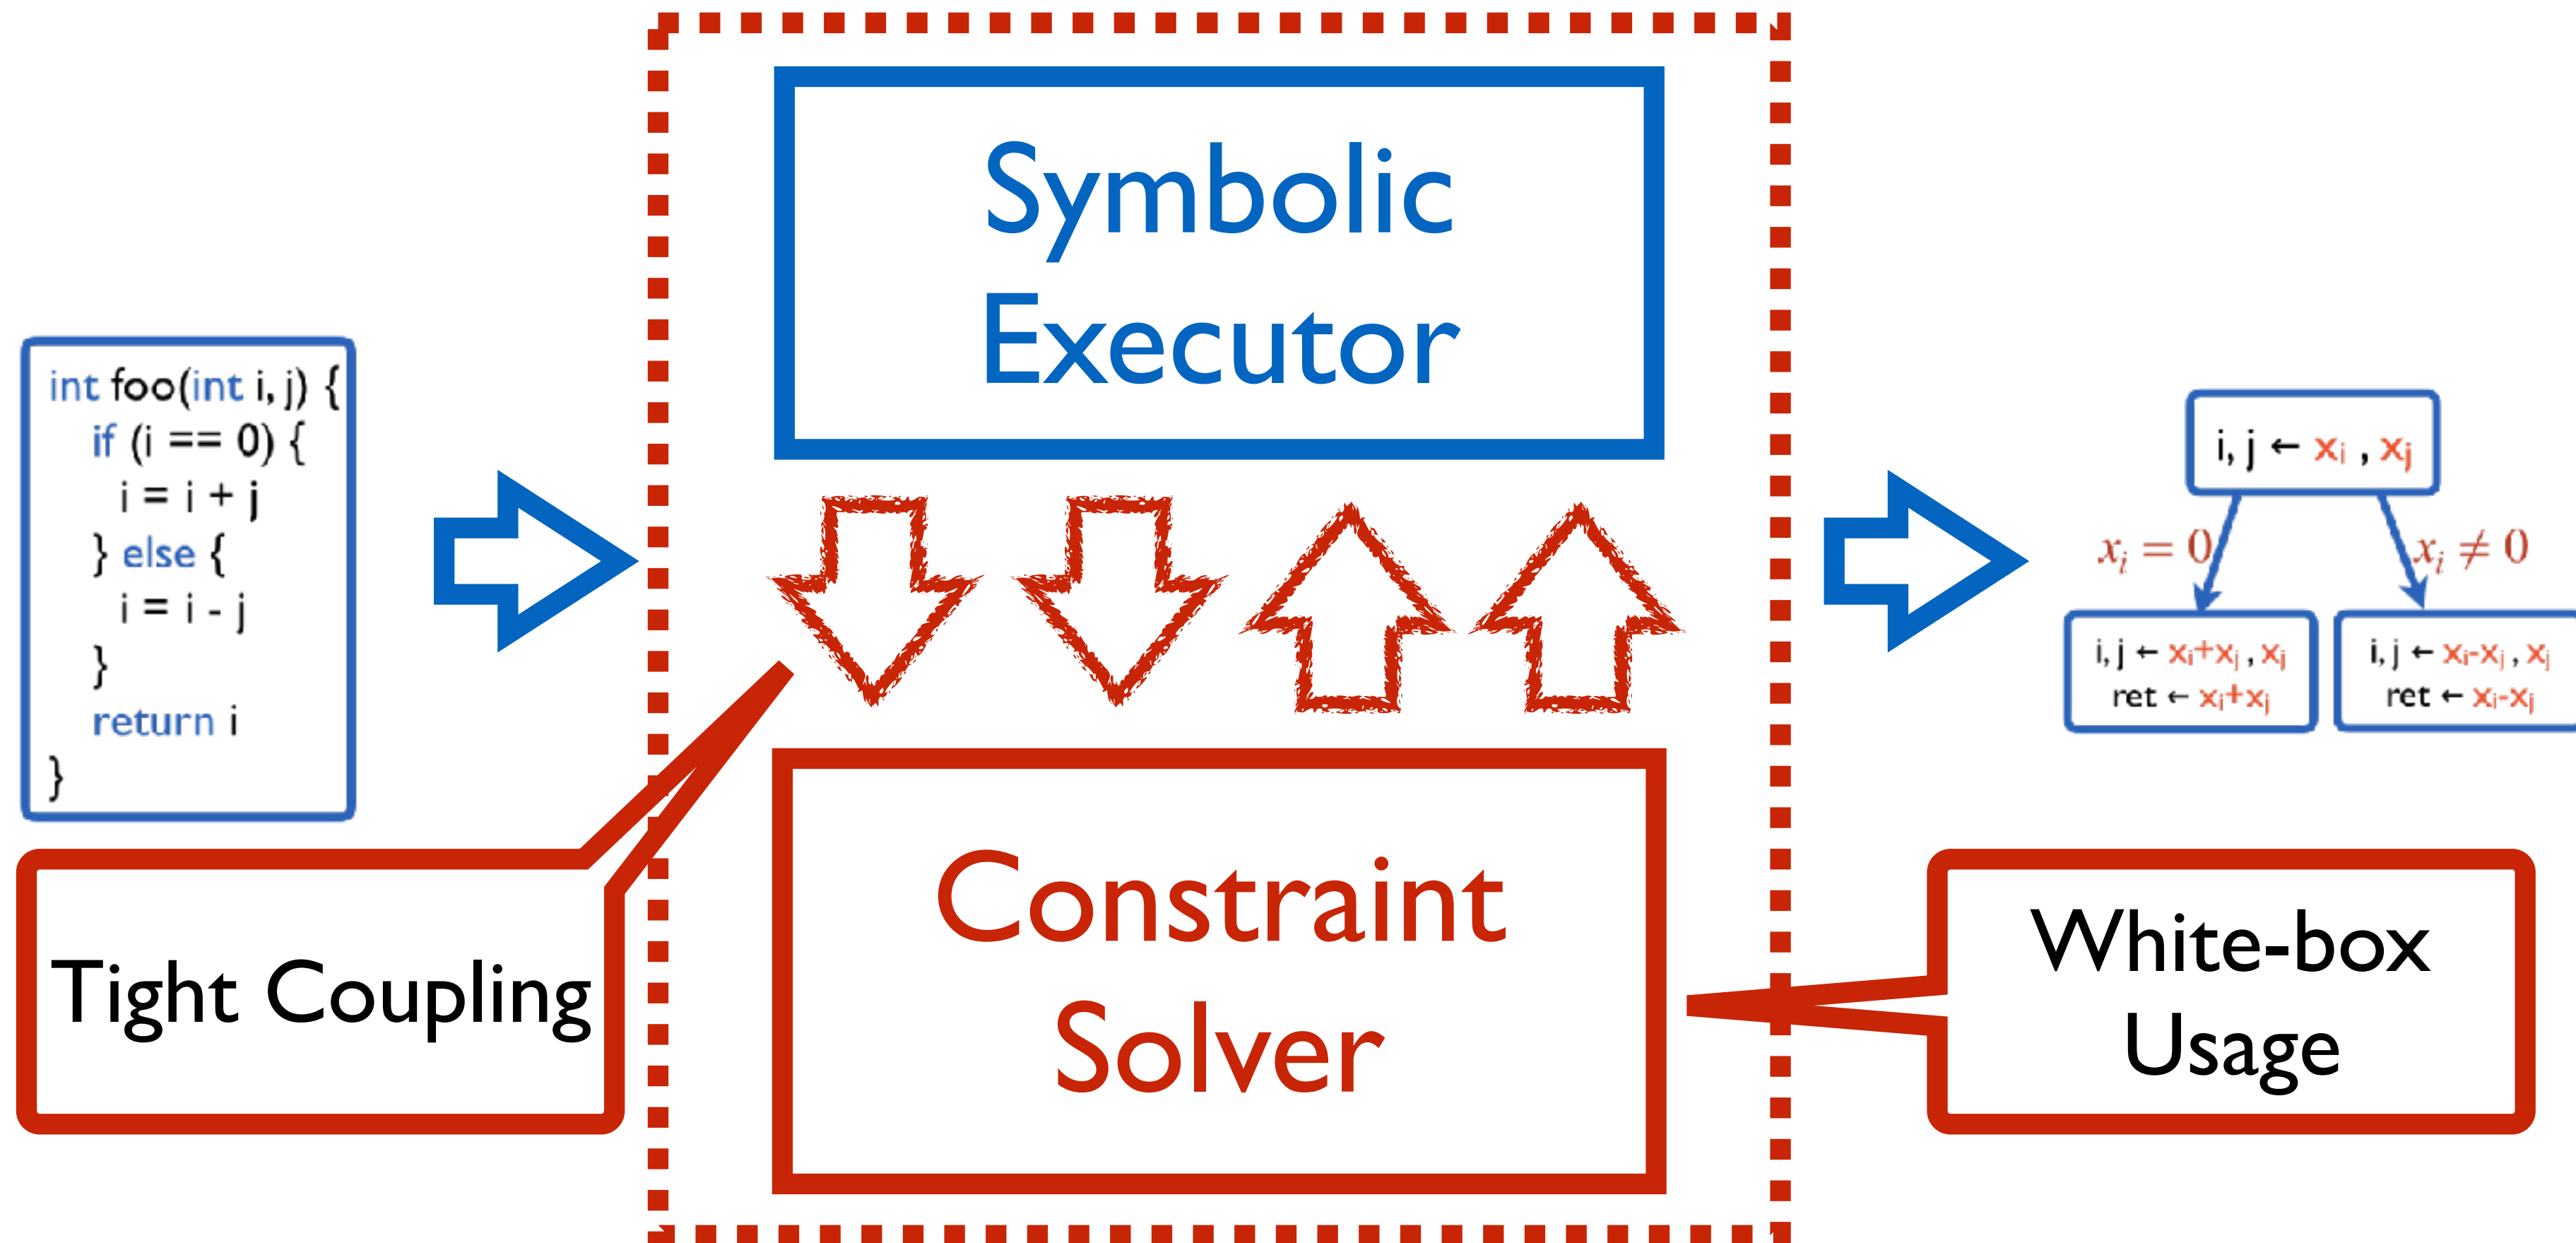 int foo(int i, j) {
if (i == 0) {
i = i + j
} else {
i = i - j
}
return i
}
Tight Coupling
Symbolic
Executor
Constraint
Solver
i, j ← xᵢ , xⱼ
xᵢ = 0
xᵢ ≠ 0
i, j ← xᵢ+xⱼ , xⱼ
ret ← xᵢ+xⱼ
i, j ← xᵢ-xⱼ , xⱼ
ret ← xᵢ-xⱼ
White-box
Usage